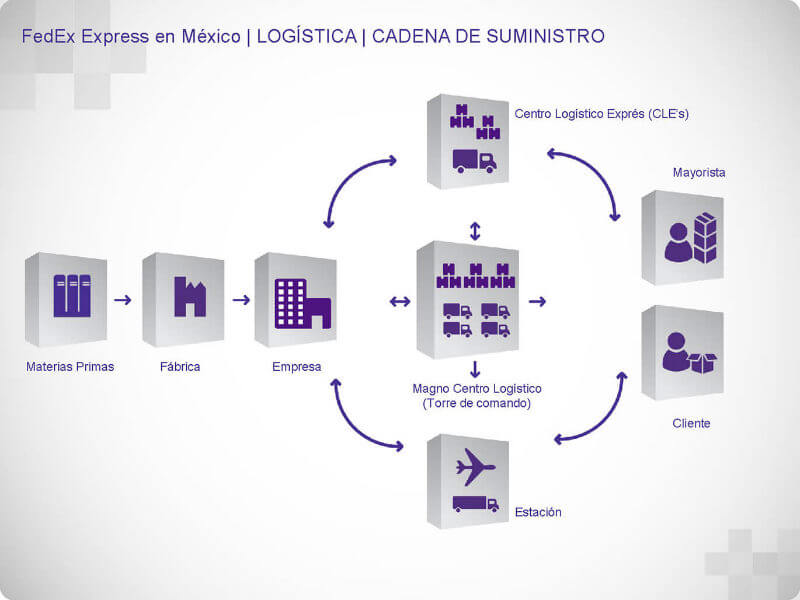 FedEx Express en México | LOGÍSTICA | CADENA DE SUMINISTRO
Centro Logístico Exprés (CLE's)
Mayorista
Materias Primas
Fábrica
Empresa
Magno Centro Logistico
(Torre de comando)
Cliente
Estación